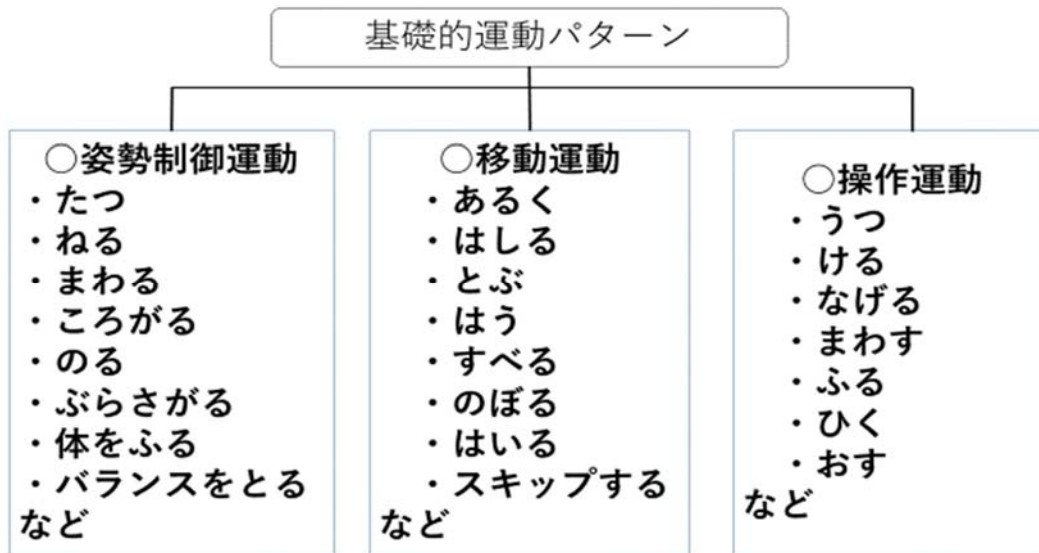 基礎的運動パターン
○姿勢制御運動
・たつ
・ねる
・まわる
・ころがる
・のる
・ぶらさがる
・体をふる
・バランスをとる
など
○移動運動
・あるく
・はしる
・とぶ
・はう
・すべる
・のぼる
・はいる
・スキップする
など
○操作運動
・うつ
・ける
・なげる
・まわす
・ふる
・ひく
・おす
など